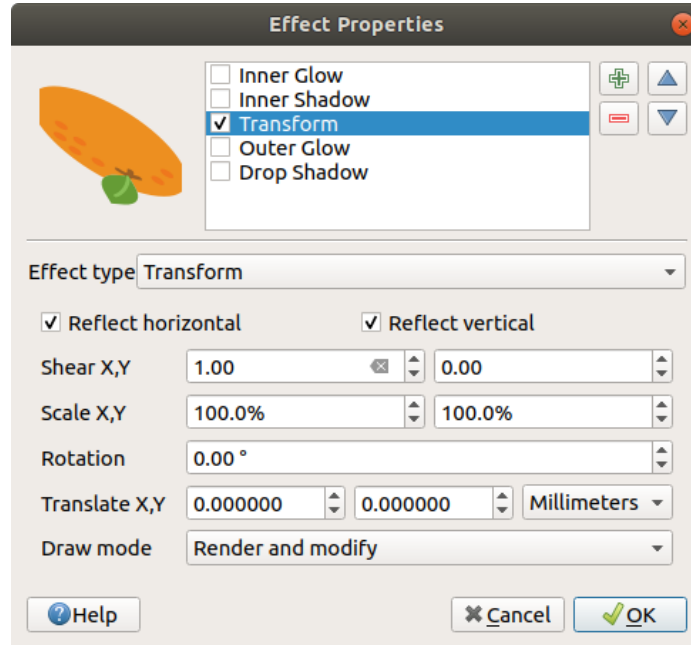 Effect Properties
Inner Glow
Inner Shadow
Transform
Outer Glow
Drop Shadow
Effect type Transform
Reflect horizontal Reflect vertical
Shear X,Y 1.00 0.00
Scale X,Y 100.0% 100.0%
Rotation 0.00 °
Translate X,Y 0.000000 0.000000 Millimeters
Draw mode Render and modify
Help Cancel OK